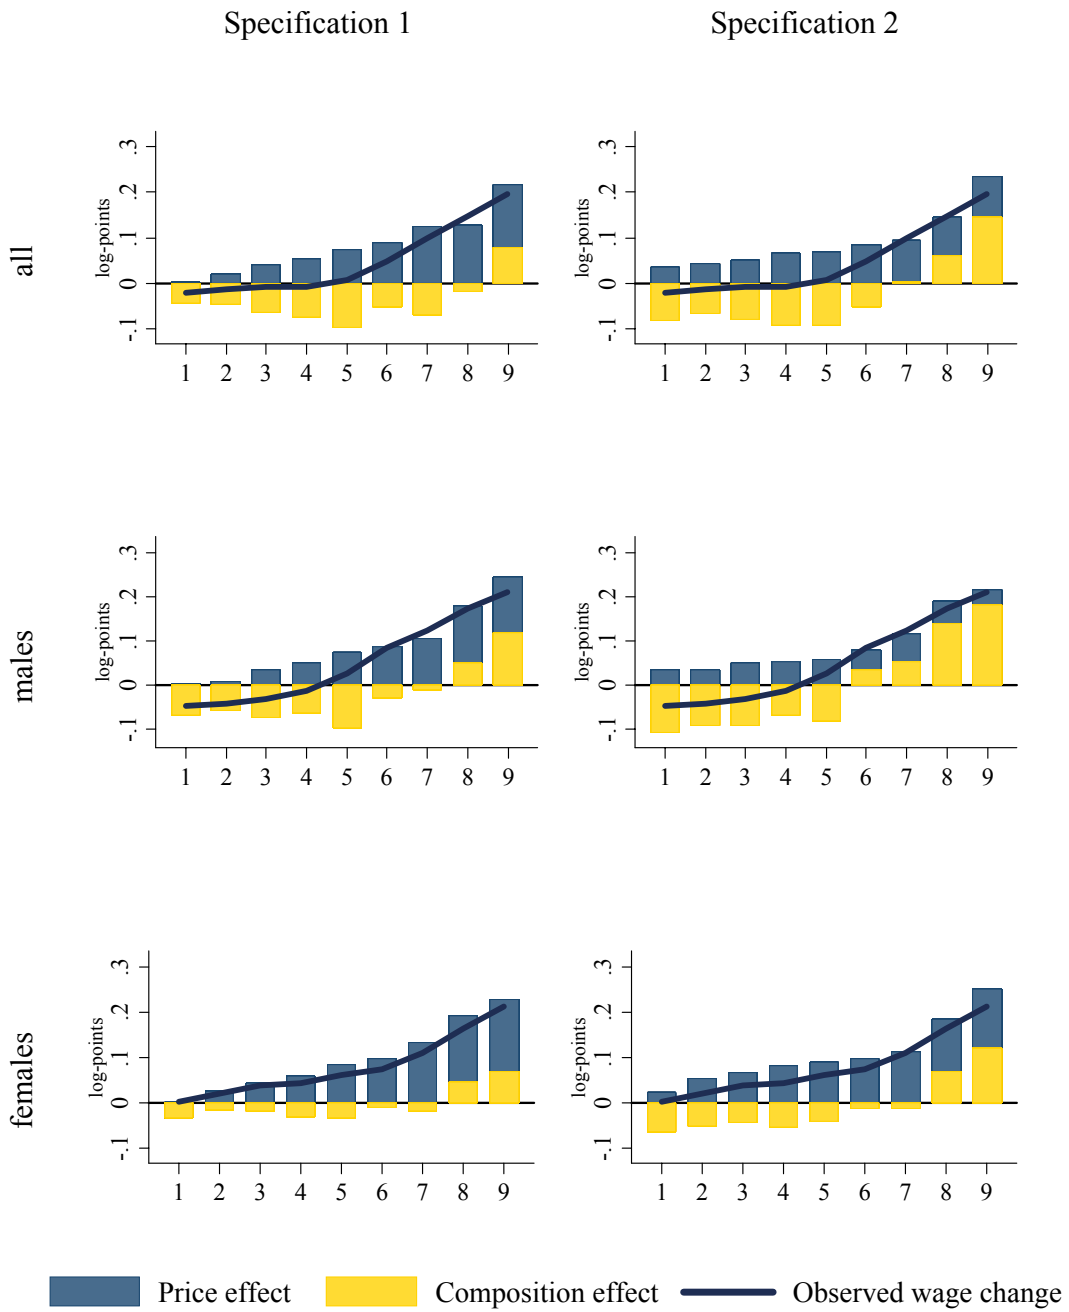 Specification 1
Specification 2
all
log-points
.3
.2
.1
0
-.1
1 2 3 4 5 6 7 8 9
log-points
.3
.2
.1
0
-.1
1 2 3 4 5 6 7 8 9
males
log-points
.3
.2
.1
0
-.1
1 2 3 4 5 6 7 8 9
log-points
.3
.2
.1
0
-.1
1 2 3 4 5 6 7 8 9
females
log-points
.3
.2
.1
0
-.1
1 2 3 4 5 6 7 8 9
log-points
.3
.2
.1
0
-.1
1 2 3 4 5 6 7 8 9
Price effect
Composition effect
Observed wage change